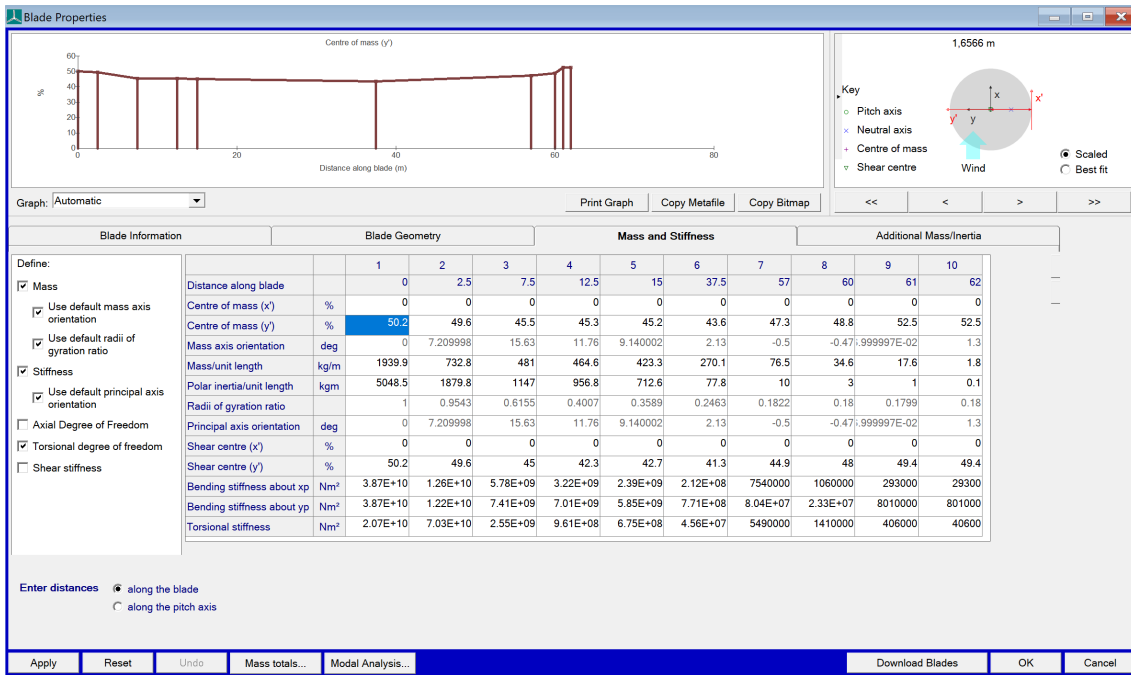 Blade Properties
Centre of mass (y')
60
50
40
30
20
10
0
%
0 20 40 60 80
Distance along blade (m)
1,6566 m
Key
Pitch axis
Neutral axis
Centre of mass
Shear centre
x
x'
y'
y
Wind
Scaled
Best fit
Graph: Automatic
Print Graph Copy Metafile Copy Bitmap
<< < > >>
Blade Information Blade Geometry Mass and Stiffness Additional Mass/Inertia
Define:
Mass
Use default mass axis
orientation
Use default radii of
gyration ratio
Stiffness
Use default principal axis
orientation
Axial Degree of Freedom
Torsional degree of freedom
Shear stiffness
1 2 3 4 5 6 7 8 9 10
Distance along blade 0 2.5 7.5 12.5 15 37.5 57 60 61 62
Centre of mass (x') % 0 0 0 0 0 0 0 0 0 0
Centre of mass (y') % 50.2 49.6 45.5 45.3 45.2 43.6 47.3 48.8 52.5 52.5
Mass axis orientation deg 0 7.209998 15.63 11.76 9.140002 2.13 -0.5 -0.47 .999997E-02 1.3
Mass/unit length kg/m 1939.9 732.8 481 464.6 423.3 270.1 76.5 34.6 17.6 1.8
Polar inertia/unit length kgm 5048.5 1879.8 1147 956.8 712.6 77.8 10 3 1 0.1
Radii of gyration ratio 1 0.9543 0.6155 0.4007 0.3589 0.2463 0.1822 0.18 0.1799 0.18
Principal axis orientation deg 0 7.209998 15.63 11.76 9.140002 2.13 -0.5 -0.47 .999997E-02 1.3
Shear centre (x') % 0 0 0 0 0 0 0 0 0 0
Shear centre (y') % 50.2 49.6 45 42.3 42.7 41.3 44.9 48 49.4 49.4
Bending stiffness about xp Nm² 3.87E+10 1.26E+10 5.78E+09 3.22E+09 2.39E+09 2.12E+08 7540000 1060000 293000 29300
Bending stiffness about yp Nm² 3.87E+10 1.22E+10 7.41E+09 7.01E+09 5.85E+09 7.71E+08 8.04E+07 2.33E+07 8010000 801000
Torsional stiffness Nm² 2.07E+10 7.03E+10 2.55E+09 9.61E+08 6.75E+08 4.56E+07 5490000 1410000 406000 40600
Enter distances along the blade
along the pitch axis
Apply Reset Undo Mass totals... Modal Analysis... Download Blades OK Cancel